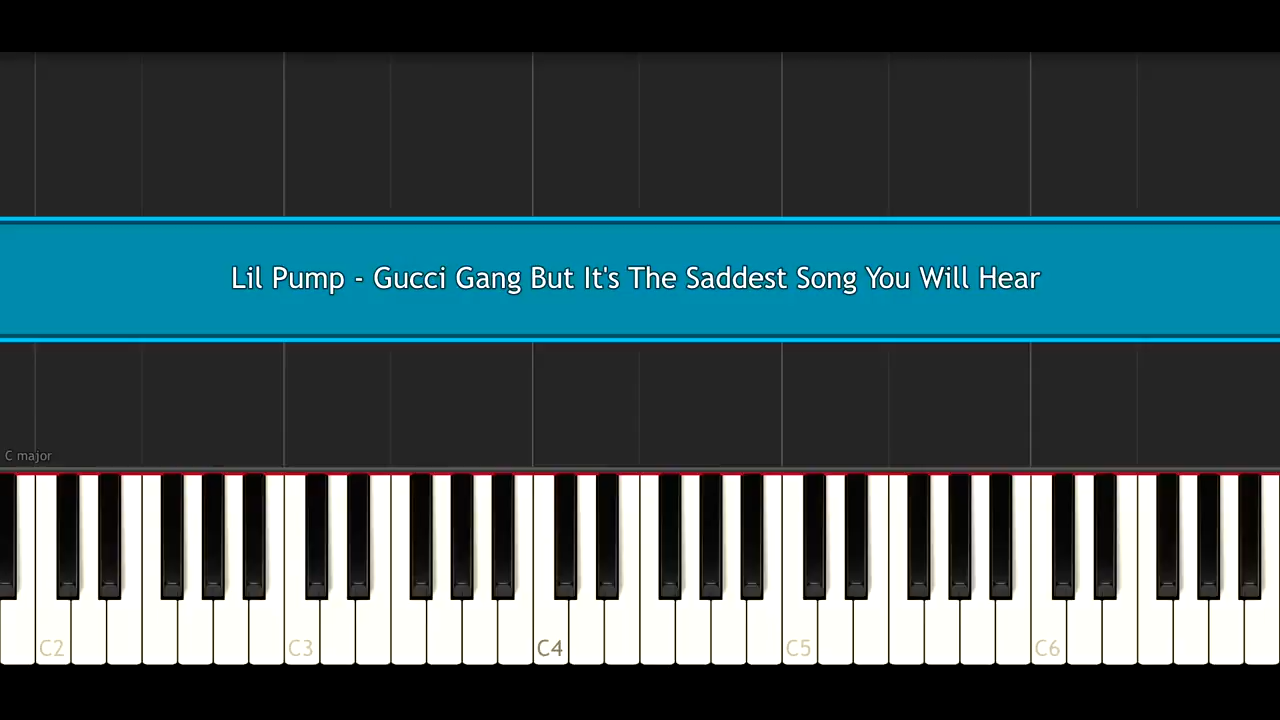 Lil Pump - Gucci Gang But It's The Saddest Song You Will Hear
C major
C2 C3 C4 C5 C6